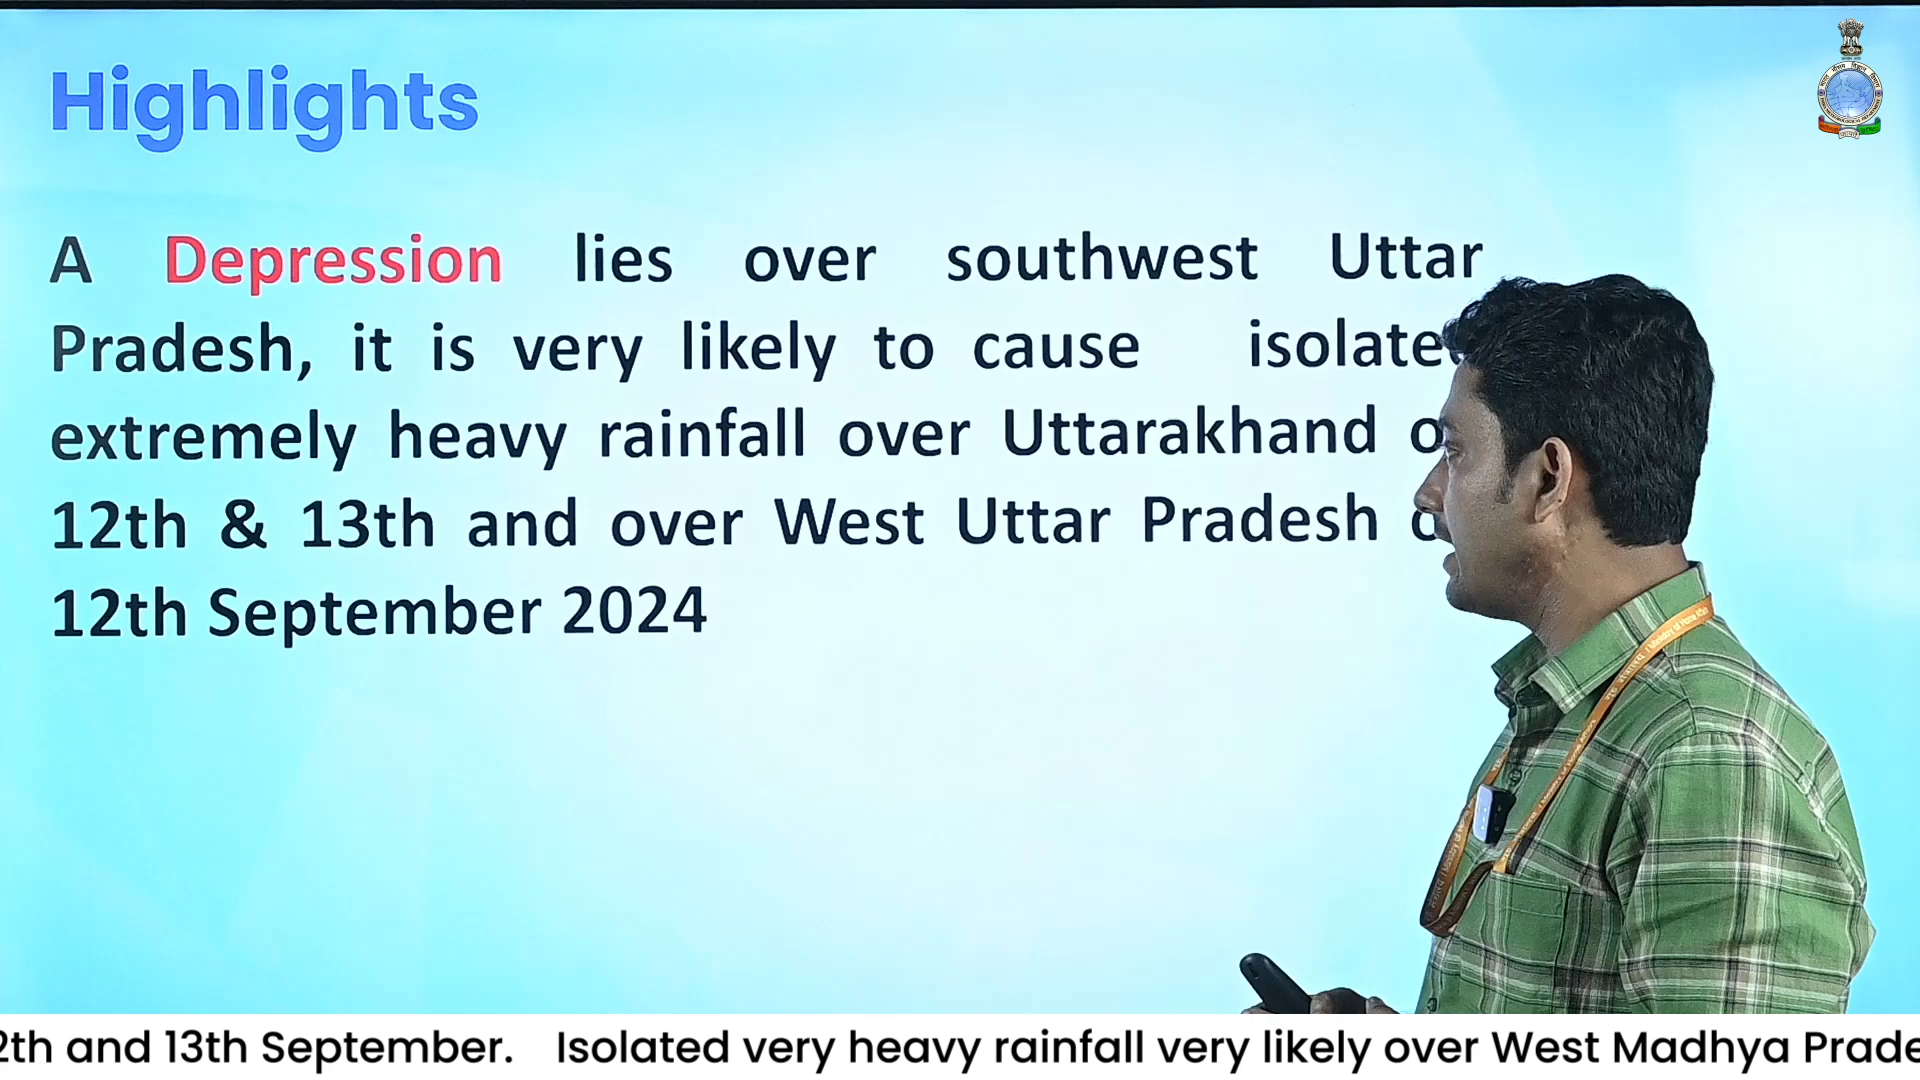 Highlights
A Depression lies over southwest Uttar
Pradesh, it is very likely to cause isolate
extremely heavy rainfall over Uttarakhand o
12th & 13th and over West Uttar Pradesh
12th September 2024
2th and 13th September. Isolated very heavy rainfall very likely over West Madhya Prade